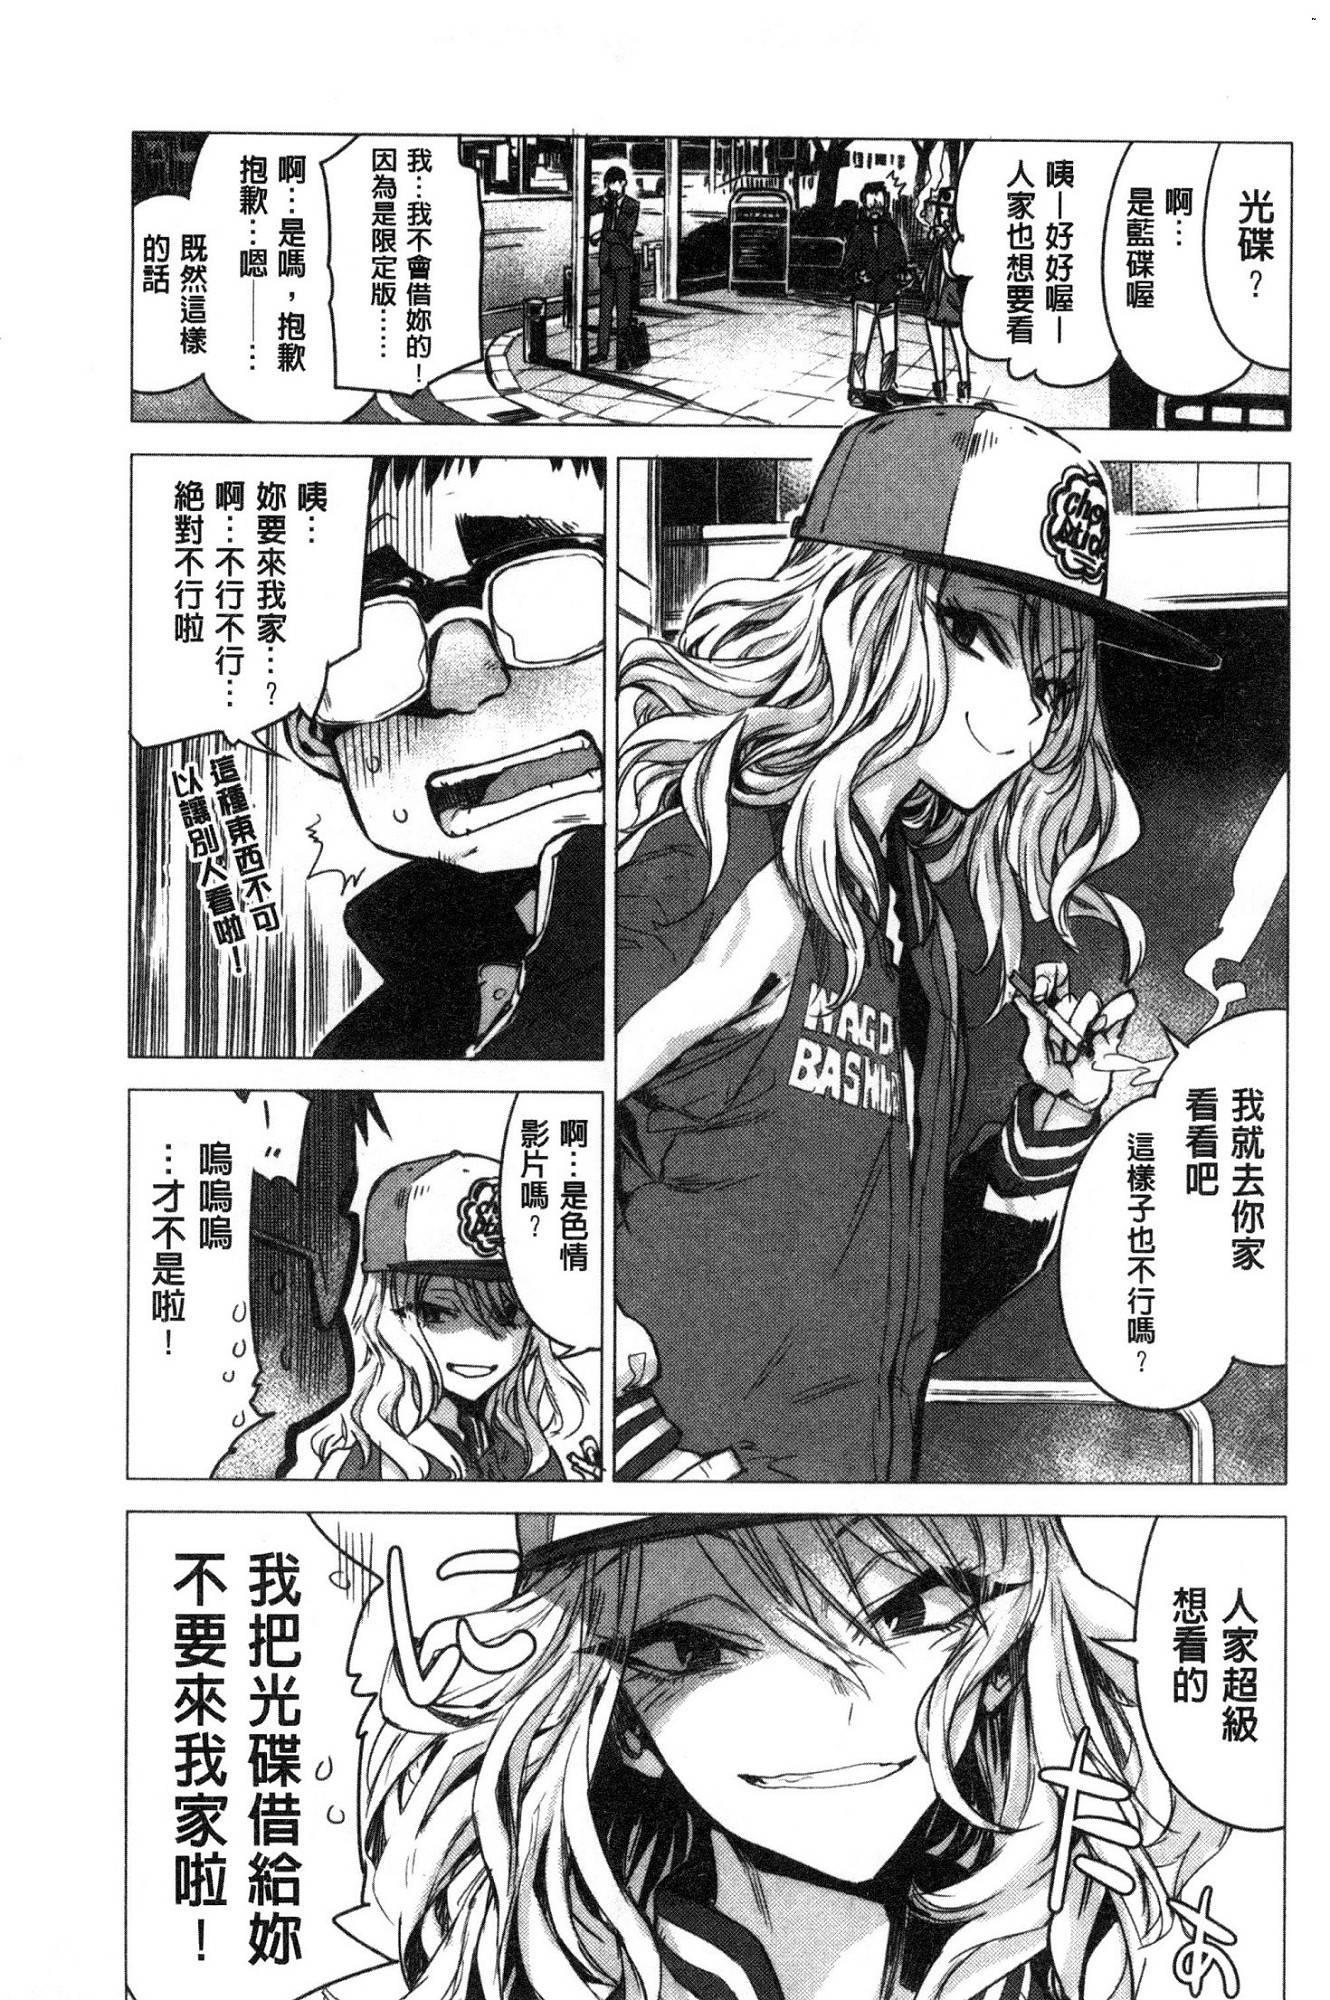 光碟？
啊…
是藍碟喔
咦ー好好喔ー
人家也想要看
我…我不會借妳的！
因為是限定版……
啊…是嗎，抱歉
抱歉…嗯──…
既然這樣
的話
我就去你家
看看吧
這樣子也不行嗎？
Chop
WAGD
BASHH
咦…
妳要來我家…？
啊…不行不行…
絕對不行啦
這種東西不可
以讓別人看啦！
啊…是色情
影片嗎？
嗚嗚嗚
…才不是啦！
人家超級
想看的
我把光碟借給妳
不要來我家啦！